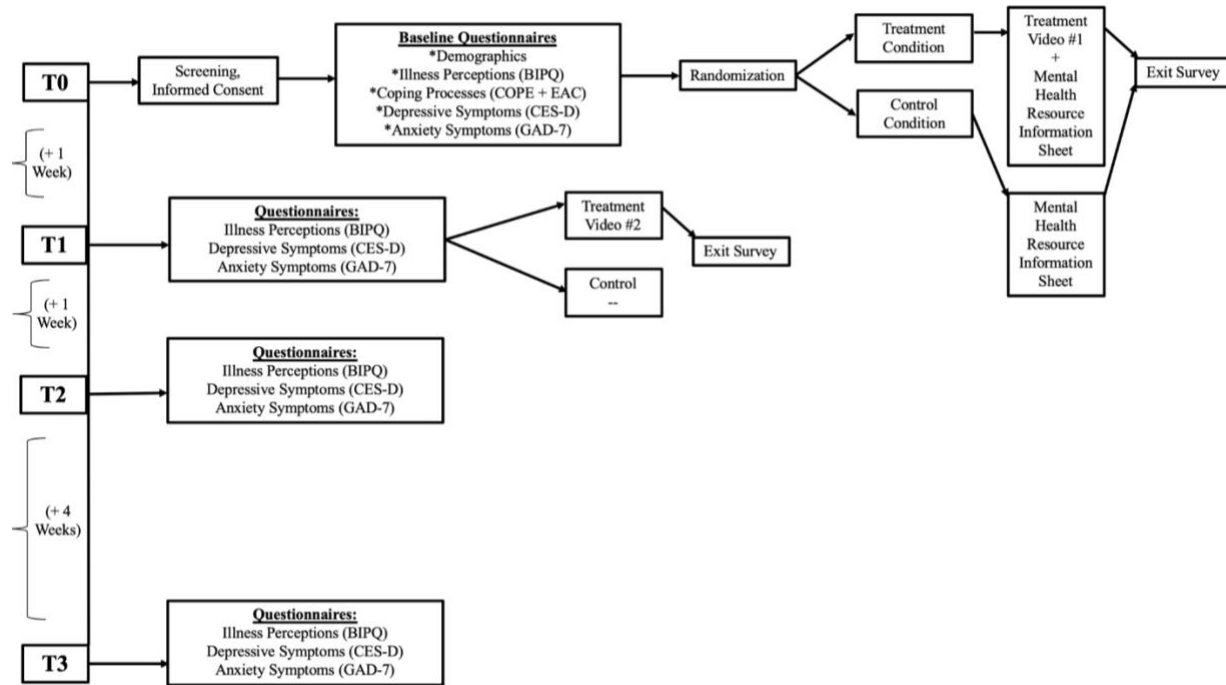 T0
Screening,
Informed Consent
Baseline Questionnaires
*Demographics
*Illness Perceptions (BIPQ)
*Coping Processes (COPE + EAC)
*Depressive Symptoms (CES-D)
*Anxiety Symptoms (GAD-7)
Randomization
Treatment
Condition
Control
Condition
Treatment
Video #1
+
Mental
Health
Resource
Information
Sheet
Mental
Health
Resource
Information
Sheet
Exit Survey
(+ 1
Week)
T1
Questionnaires:
Illness Perceptions (BIPQ)
Depressive Symptoms (CES-D)
Anxiety Symptoms (GAD-7)
Treatment
Video #2
Control
--
Exit Survey
(+ 1
Week)
T2
Questionnaires:
Illness Perceptions (BIPQ)
Depressive Symptoms (CES-D)
Anxiety Symptoms (GAD-7)
(+ 4
Weeks)
T3
Questionnaires:
Illness Perceptions (BIPQ)
Depressive Symptoms (CES-D)
Anxiety Symptoms (GAD-7)